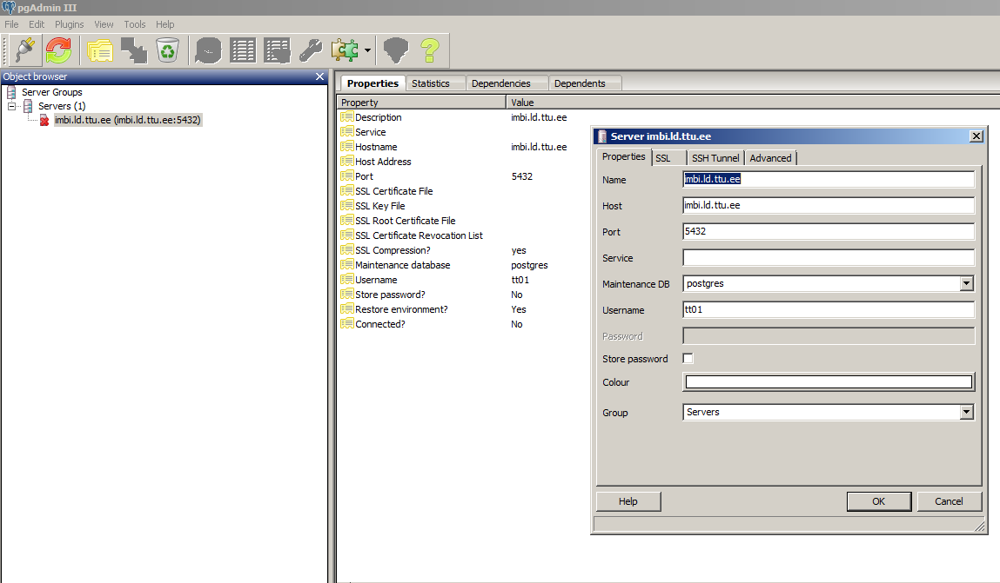 pgAdmin III
File Edit Plugins View Tools Help
Object browser
Server Groups
Servers (1)
imbi.ld.ttu.ee (imbi.ld.ttu.ee:5432)
Properties Statistics Dependencies Dependents
Property Value
Description imbi.ld.ttu.ee
Service
Hostname imbi.ld.ttu.ee
Host Address
Port 5432
SSL Certificate File
SSL Key File
SSL Root Certificate File
SSL Certificate Revocation List
SSL Compression? yes
Maintenance database postgres
Username tt01
Store password? No
Restore environment? Yes
Connected? No
Server imbi.ld.ttu.ee
Properties SSL SSH Tunnel Advanced
Name imbi.ld.ttu.ee
Host imbi.ld.ttu.ee
Port 5432
Service
Maintenance DB postgres
Username tt01
Password
Store password
Colour
Group Servers
Help OK Cancel